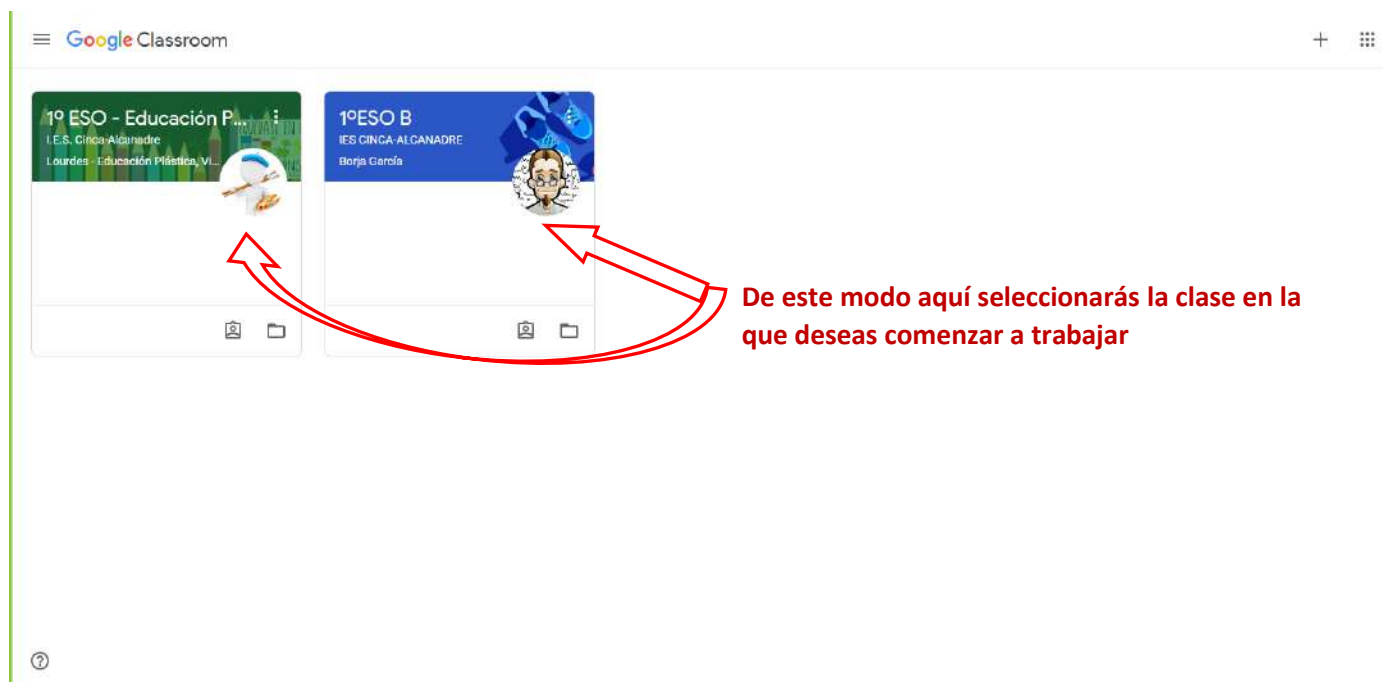 Google Classroom
1º ESO - Educación P...
I.E.S. Cinca-Alcanadre
Lourdes - Educación Plástica, Vi...
1ºESO B
IES CINCA-ALCANADRE
Borja García
De este modo aquí seleccionarás la clase en la
que deseas comenzar a trabajar